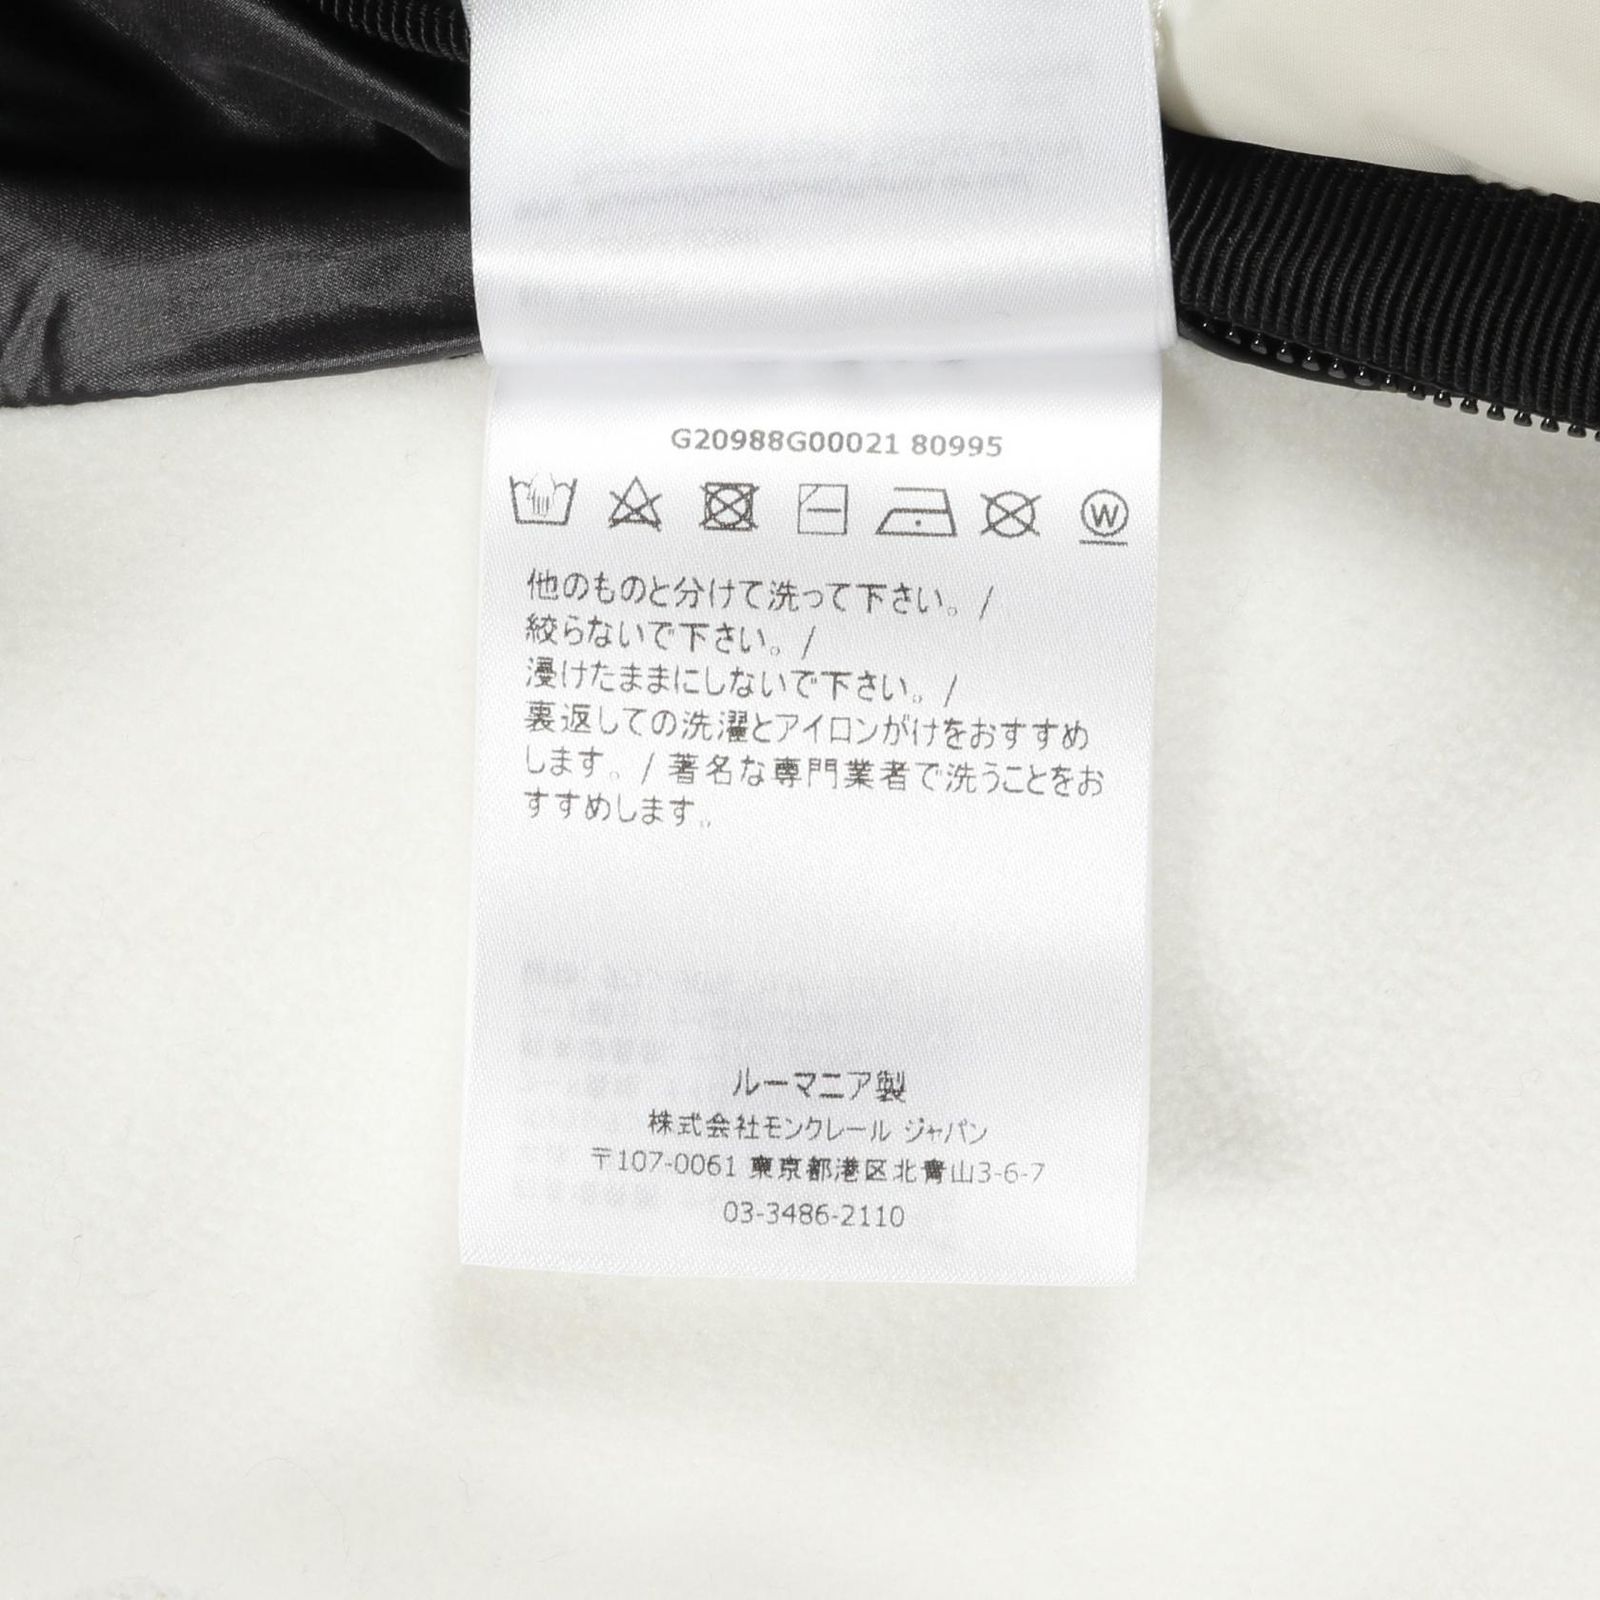 G20988G00021 80995
W
他のものと分けて洗って下さい。/
絞らないで下さい。/
浸けたままにしないで下さい。/
裏返しての洗濯とアイロンがけをおすすめ
します。/ 著名な専門業者で洗うことをお
すすめします。
ルーマニア製
株式会社モンクレール ジャパン
〒107-0061 東京都港区北青山3-6-7
03-3486-2110